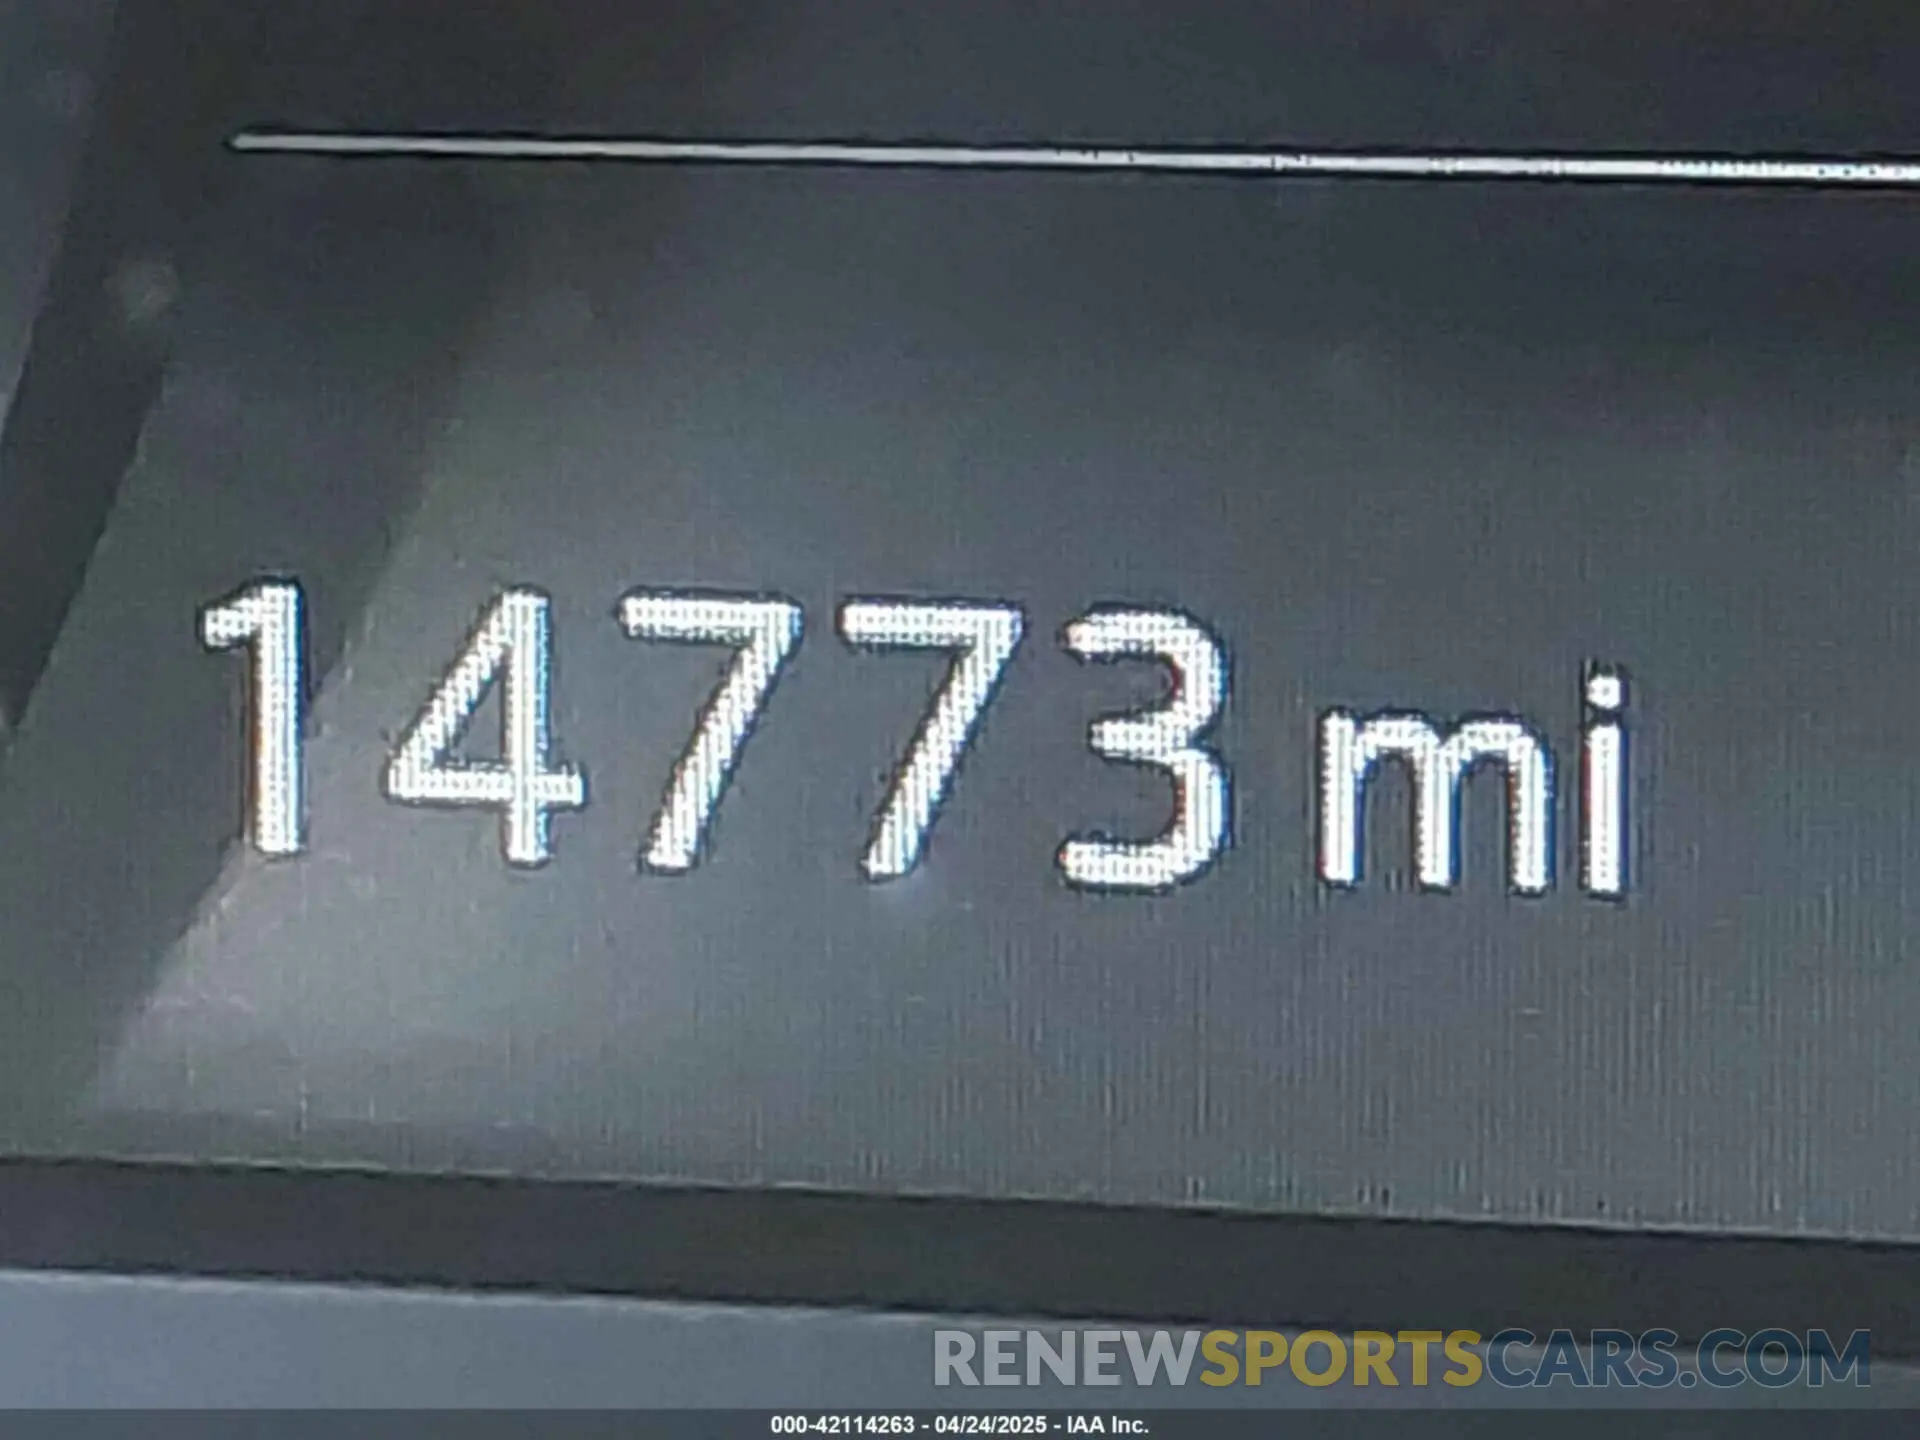 14773 mi
RENEWSPORTSCARS.COM
000-42114263 - 04/24/2025 - IAA Inc.